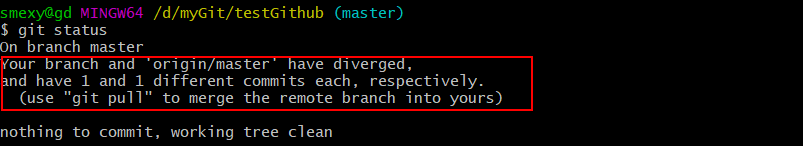 smexy@gd MINGW64 /d/myGit/testGithub (master)
$ git status
On branch master
Your branch and 'origin/master' have diverged,
and have 1 and 1 different commits each, respectively.
  (use "git pull" to merge the remote branch into yours)

nothing to commit, working tree clean